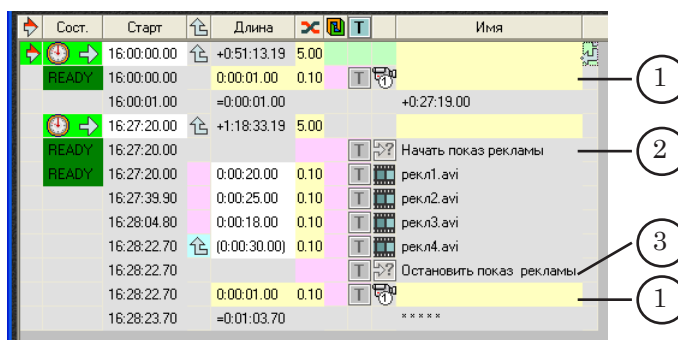 Сост. Старт Длина T Имя
16:00:00.00 +0:51:13.19 5.00
READY 16:00:00.00 0:00:01.00 0.10 T 1 1
16:00:01.00 =0:00:01.00 +0:27:19.00
16:27:20.00 +1:18:33.19 5.00
READY 16:27:20.00 T ? Начать показ рекламы 2
READY 16:27:20.00 0:00:20.00 0.10 T рекл1.avi
16:27:39.90 0:00:25.00 0.10 T рекл2.avi
16:28:04.80 0:00:18.00 0.10 T рекл3.avi
16:28:22.70 (0:00:30.00) 0.10 T рекл4.avi
16:28:22.70 T ? Остановить показ рекламы 3
16:28:22.70 0:00:01.00 0.10 T 1 1
16:28:23.70 =0:01:03.70 * * * * *